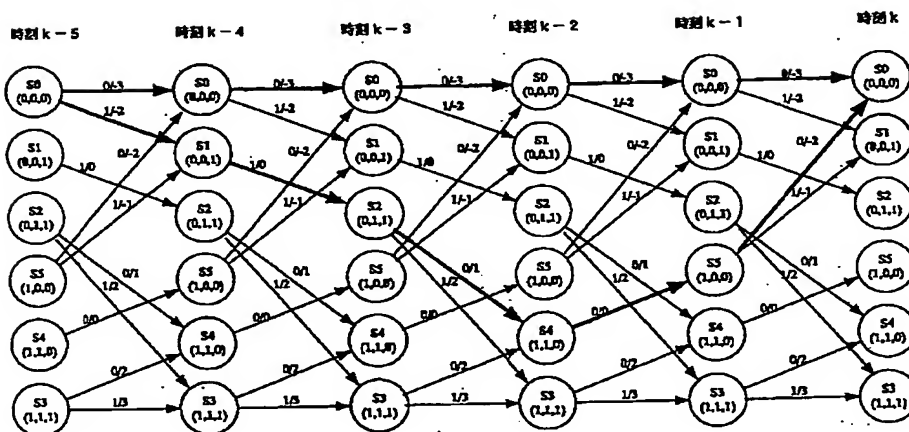 時刻 k－5 時刻 k－4 時刻 k－3 時刻 k－2 時刻 k－1 時刻 k
S0 0/-3 S0 0/-3 S0 0/-3 S0 0/-3 S0 0/-3 S0
(0,0,0) (0,0,0) (0,0,0) (0,0,0) (0,0,0) (0,0,0)
1/-2 1/-2 1/-2 1/-2 1/-2
S1 S1 S1 S1 S1 S1
(0,0,1) (0,0,1) (0,0,1) (0,0,1) (0,0,1) (0,0,1)
0/-2 0/-2 0/-2 0/-2
1/0 1/0 1/0 1/0 1/0
S2 S2 S2 S2 S2 S2
(0,1,1) (0,1,1) (0,1,1) (0,1,1) (0,1,1) (0,1,1)
1/-1 1/-1 1/-1 1/-1
S5 S5 S5 S5 S5 S5
(1,0,0) (1,0,0) (1,0,0) (1,0,0) (1,0,0) (1,0,0)
0/1 0/1 0/1 0/1 0/1
1/2 1/2 1/2 1/2 1/2
0/0 0/0 0/0 0/0 0/0
S4 S4 S4 S4 S4 S4
(1,1,0) (1,1,0) (1,1,0) (1,1,0) (1,1,0) (1,1,0)
0/2 0/2 0/2 0/2 0/2
S3 S3 S3 S3 S3 S3
(1,1,1) (1,1,1) (1,1,1) (1,1,1) (1,1,1) (1,1,1)
1/3 1/3 1/3 1/3 1/3